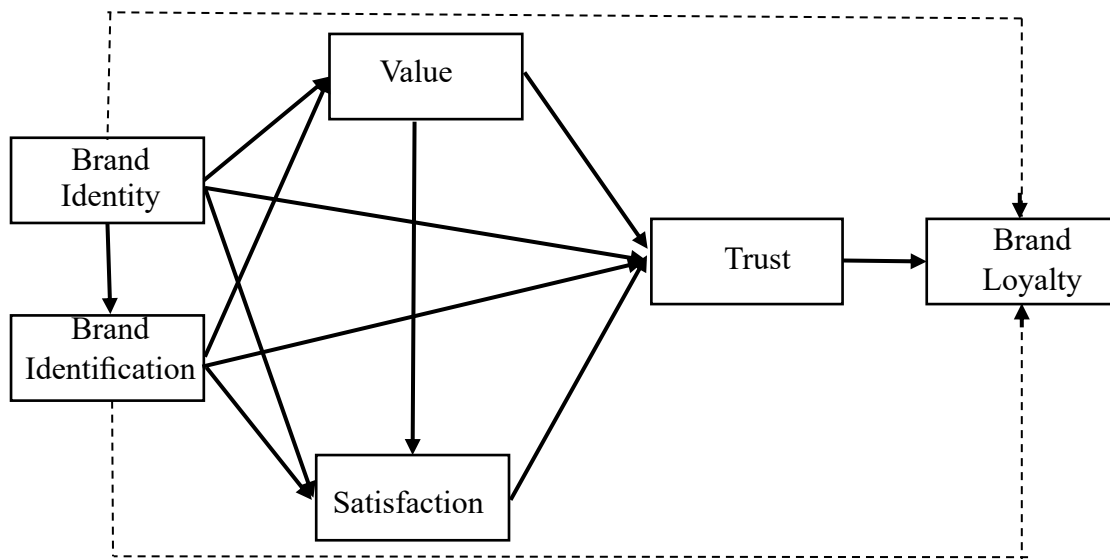 Value
Brand
Identity
Trust
Brand
Loyalty
Brand
Identification
Satisfaction